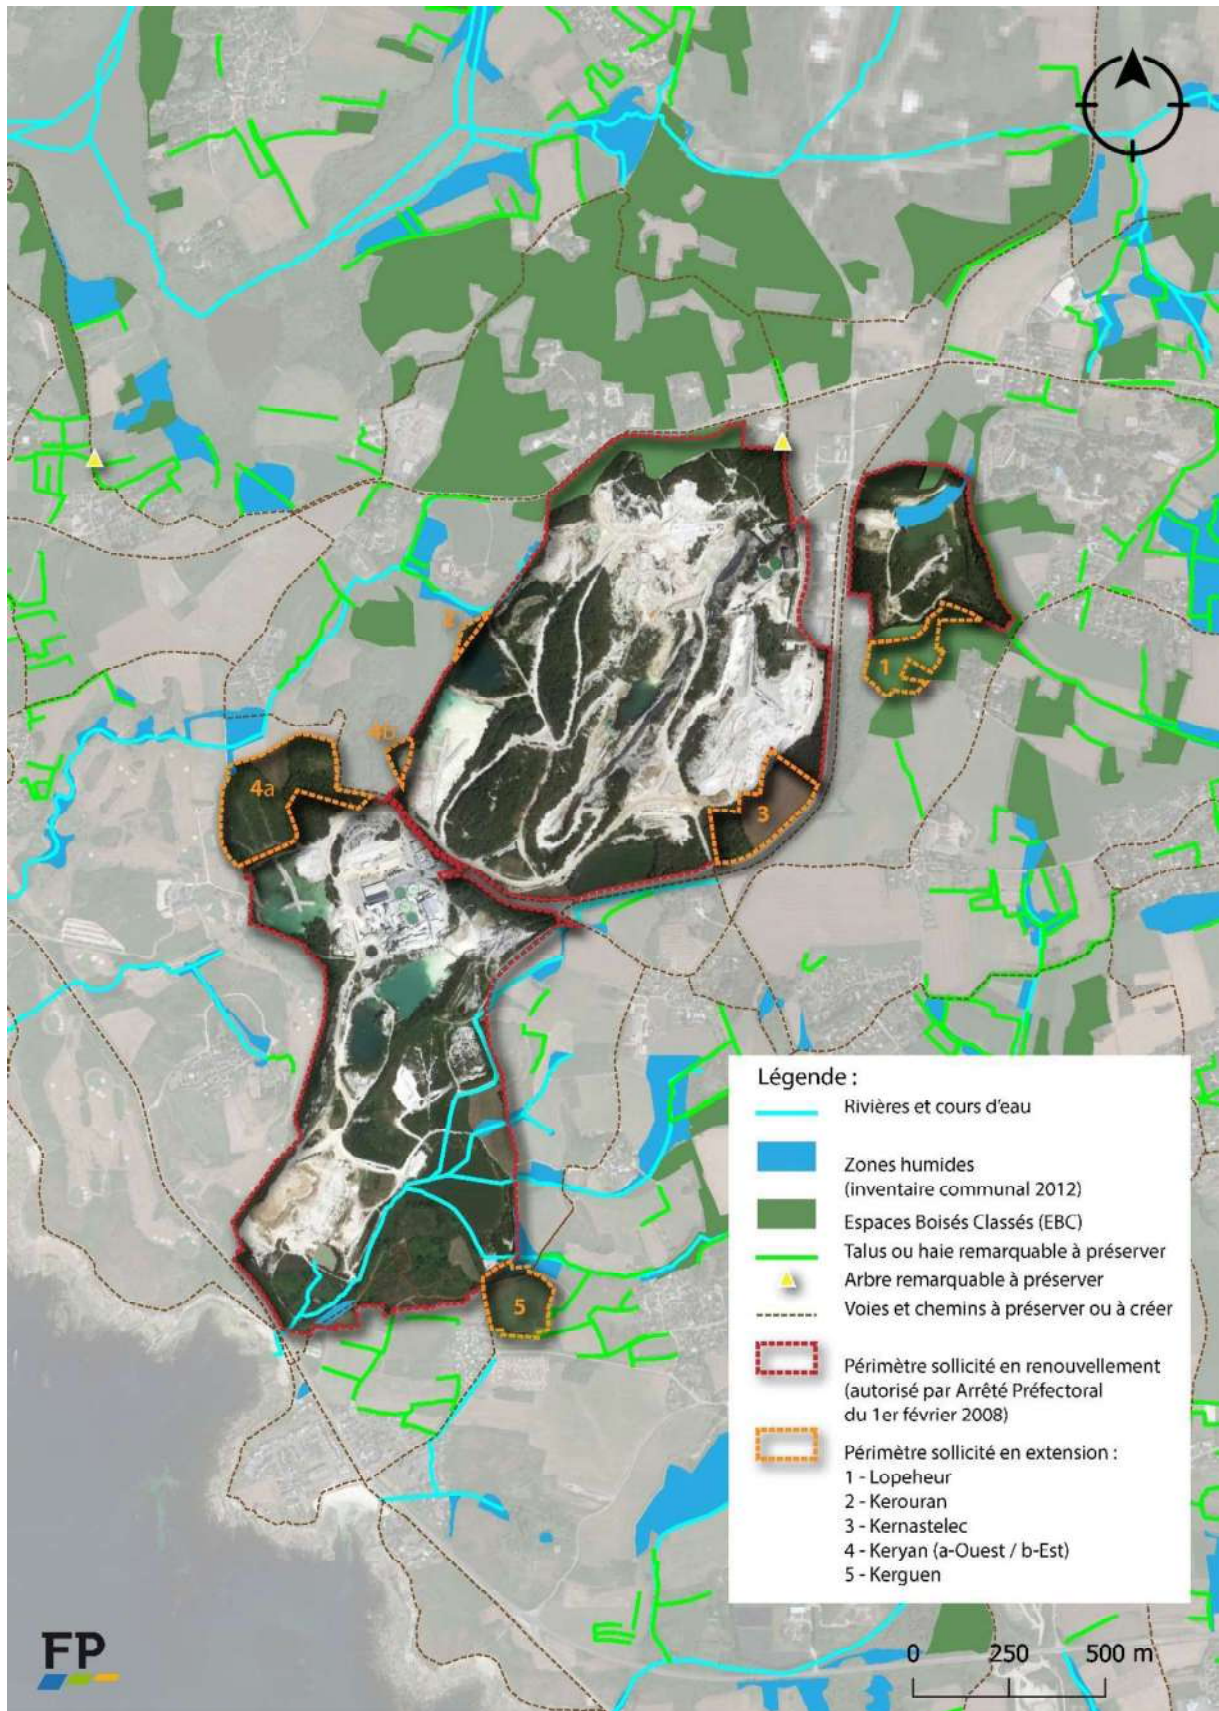 1
2
4b
4a
3
5
Légende :
Rivières et cours d'eau
Zones humides
(inventaire communal 2012)
Espaces Boisés Classés (EBC)
Talus ou haie remarquable à préserver
Arbre remarquable à préserver
Voies et chemins à préserver ou à créer
Périmètre sollicité en renouvellement
(autorisé par Arrêté Préfectoral
du 1er février 2008)
Périmètre sollicité en extension :
1 - Lopeheur
2 - Kerouran
3 - Kernastelec
4 - Keryan (a-Ouest / b-Est)
5 - Kerguen
FP
0 250 500 m